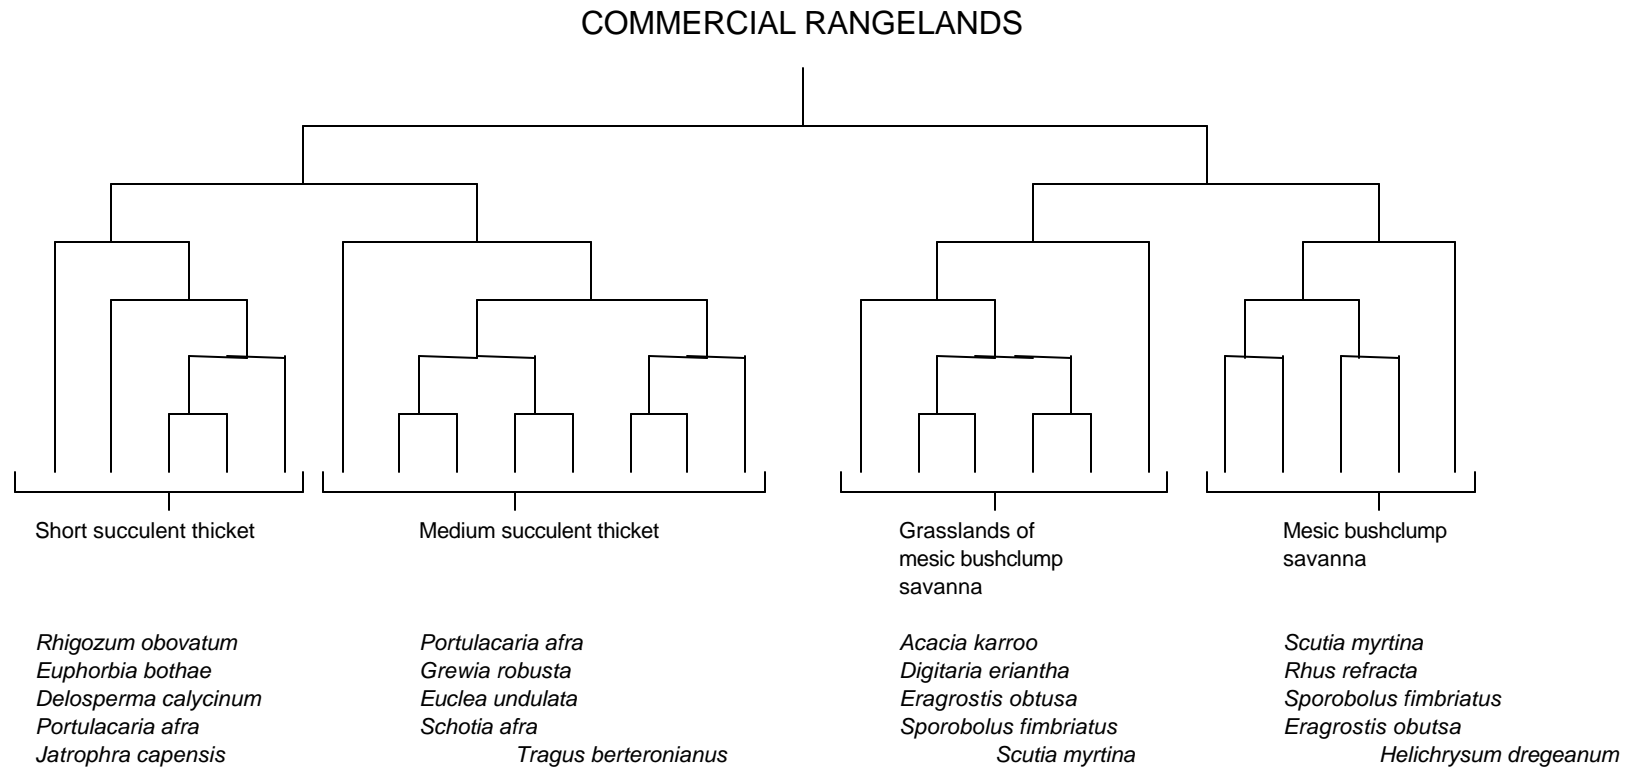 COMMERCIAL RANGELANDS
Short succulent thicket
Medium succulent thicket
Grasslands of
mesic bushclump
savanna
Mesic bushclump
savanna
Rhigozum obovatum
Euphorbia bothae
Delosperma calycinum
Portulacaria afra
Jatrophra capensis
Portulacaria afra
Grewia robusta
Euclea undulata
Schotia afra
Tragus berteronianus
Acacia karroo
Digitaria eriantha
Eragrostis obtusa
Sporobolus fimbriatus
Scutia myrtina
Scutia myrtina
Rhus refracta
Sporobolus fimbriatus
Eragrostis obutsa
Helichrysum dregeanum